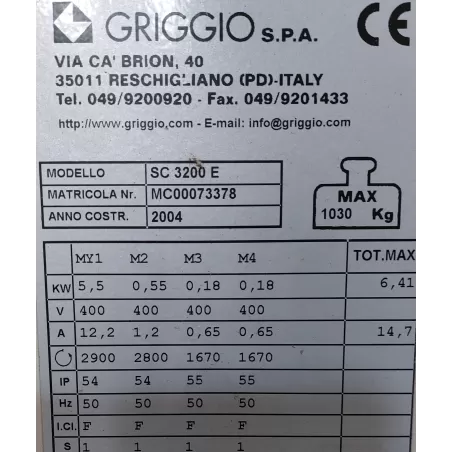 GRIGGIO S.P.A. CE
VIA CA' BRION, 40
35011 RESCHIGLIANO (PD)-ITALY
Tel. 049/9200920 - Fax. 049/9201433
http://www.griggio.com - E-mail: info@griggio.com
MODELLO SC 3200 E
MATRICOLA Nr. MC00073378
ANNO COSTR. 2004
MAX
1030 Kg
MY1 M2 M3 M4 TOT.MAX
KW 5,5 0,55 0,18 0,18 6,41
V 400 400 400 400
A 12,2 1,2 0,65 0,65 14,7
2900 2800 1670 1670
IP 54 54 55 55
Hz 50 50 50 50
I.Cl. F F F F
S 1 1 1 1